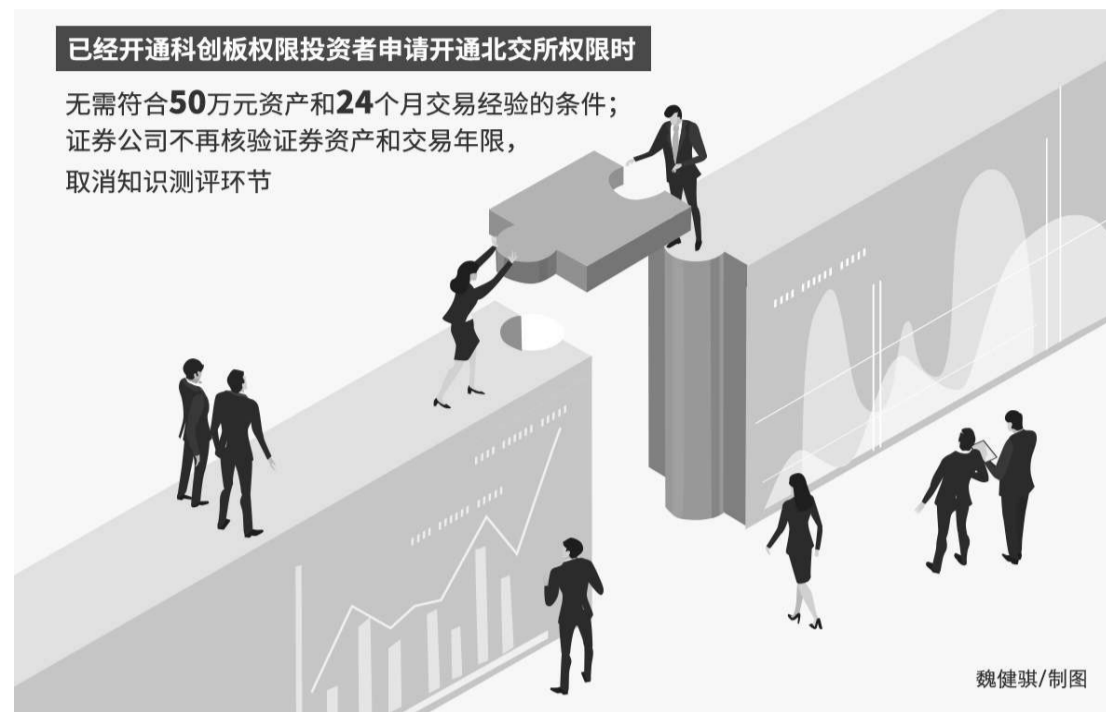 已经开通科创板权限投资者申请开通北交所权限时
无需符合50万元资产和24个月交易经验的条件；
证券公司不再核验证券资产和交易年限，
取消知识测评环节
魏健骐/制图